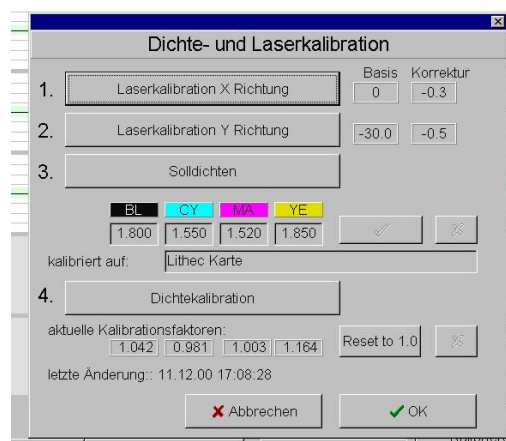 Dichte- und Laserkalibration
Basis Korrektur
1. Laserkalibration X Richtung 0 -0.3
2. Laserkalibration Y Richtung -30.0 -0.5
3. Solldichten
BL CY MA YE
1.800 1.550 1.520 1.850
kalibriert auf: Lithec Karte
4. Dichtekalibration
aktuelle Kalibrationsfaktoren:
1.042 0.981 1.003 1.164 Reset to 1.0
letzte Änderung:: 11.12.00 17:08:28
Abbrechen OK